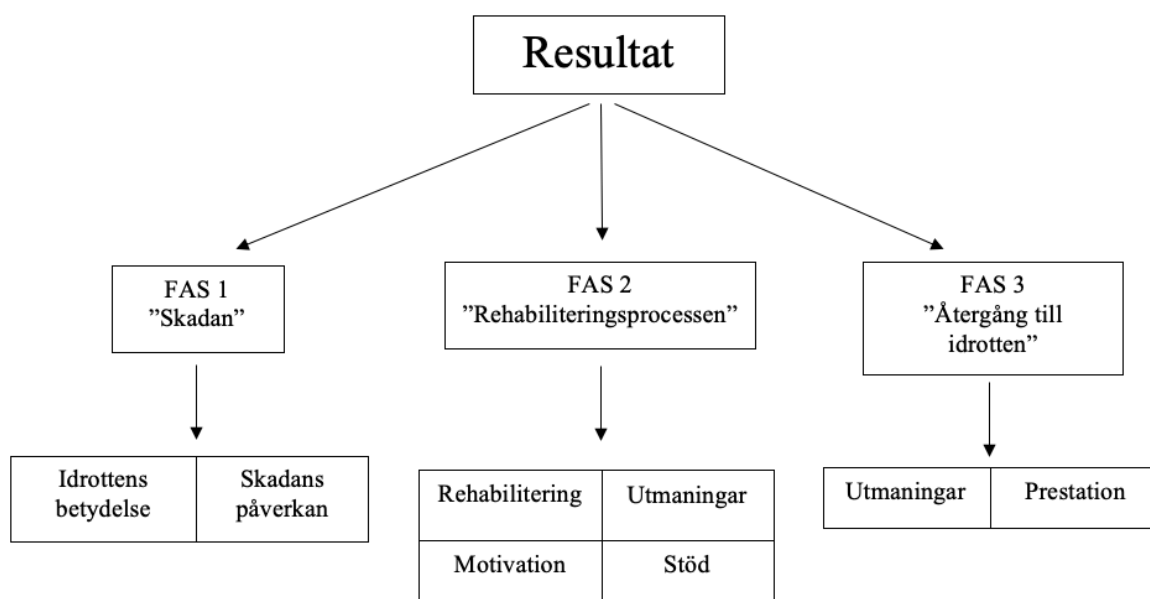 Resultat
FAS 1
”Skadan”
FAS 2
”Rehabiliteringsprocessen”
FAS 3
”Återgång till
idrotten”
Idrottens
betydelse
Skadans
påverkan
Rehabilitering
Utmaningar
Motivation
Stöd
Utmaningar
Prestation